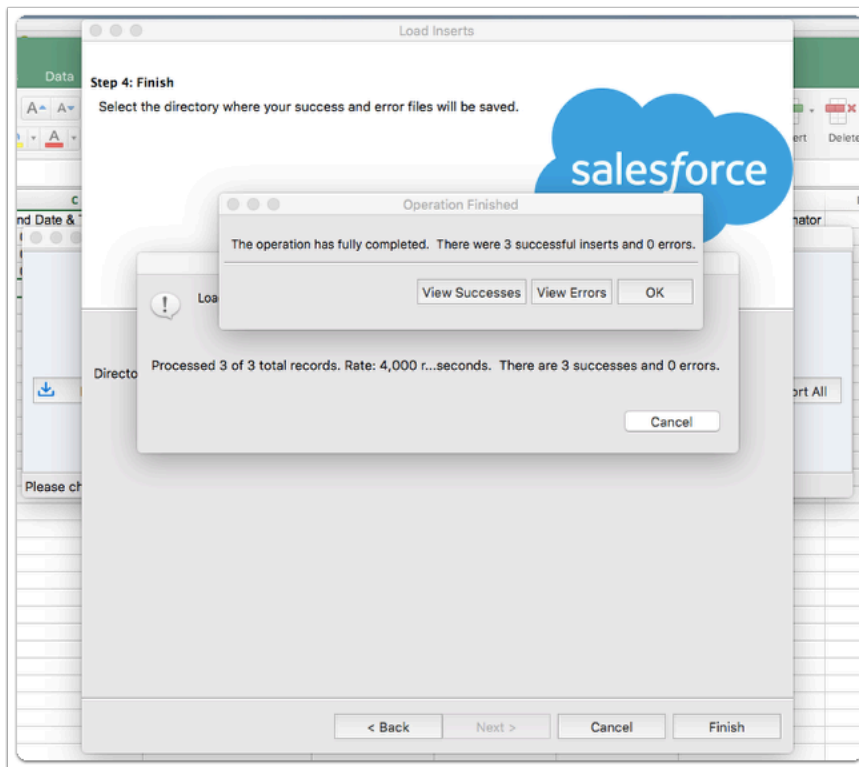 Load Inserts
Data
Step 4: Finish
Select the directory where your success and error files will be saved.
A A
A
ert Delete
salesforce
C
nd Date &
nator
Operation Finished
The operation has fully completed. There were 3 successful inserts and 0 errors.
View Successes View Errors OK
Loa
Directo
Processed 3 of 3 total records. Rate: 4,000 r...seconds. There are 3 successes and 0 errors.
ort All
Cancel
Please ch
< Back Next > Cancel Finish